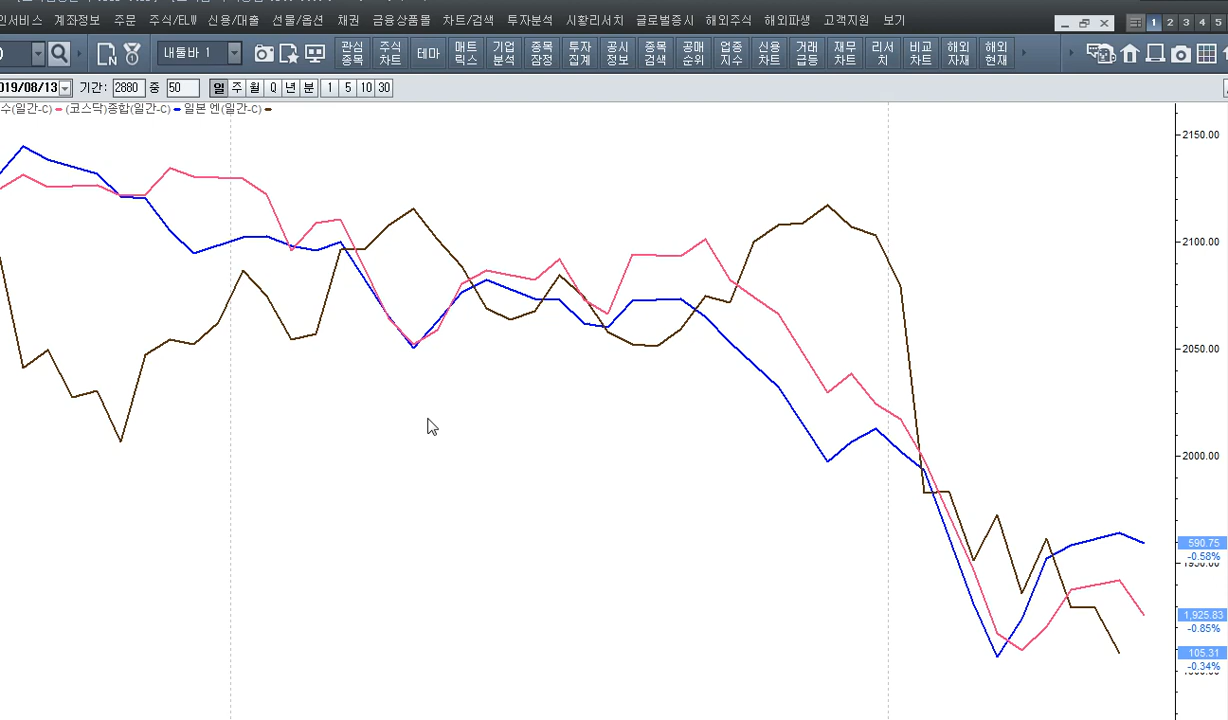 인서비스 계좌정보 주문 주식/ELW 신용/대출 선물/옵션 채권 금융상품몰 차트/검색 투자분석 시황리서치 글로벌증시 해외주식 해외파생 고객지원 보기
1 2 3 4 5
내툴바 1 관심종목 주식차트 테마 매트릭스 기업분석 종목잠정 투자집계 공시정보 종목검색 공매순위 업종지수 신용차트 거래급등 재무차트 리서치 비교차트 해외자재 해외현재
019/08/13 기간: 2880 중 50 일 주 월 Q 년 분 1 5 10 30
수(일간-C) (코스닥)종합(일간-C) 일본 엔(일간-C)
2150.00
2100.00
2050.00
2000.00
590.75
-0.58%
1,925.83
-0.85%
105.31
-0.34%